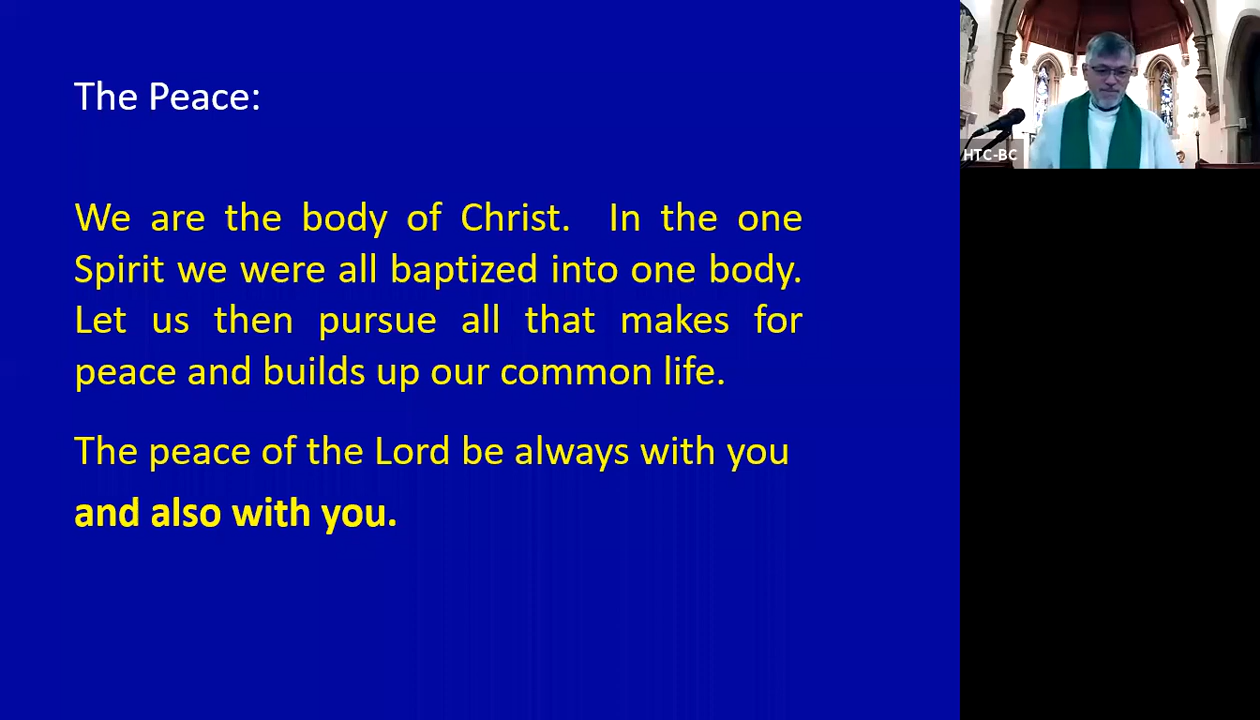 The Peace:
We are the body of Christ.  In the one
Spirit we were all baptized into one body.
Let us then pursue all that makes for
peace and builds up our common life.
The peace of the Lord be always with you
and also with you.
HTC-BC